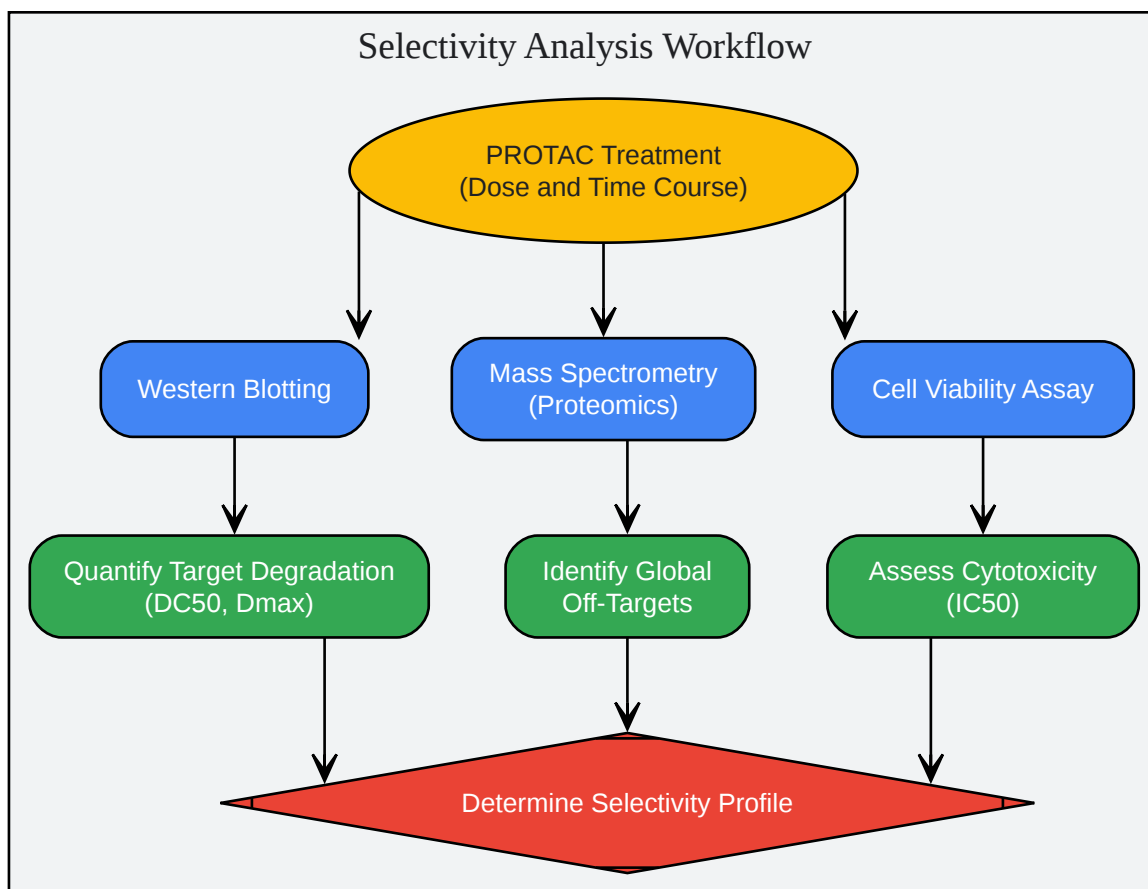 Selectivity Analysis Workflow
PROTAC Treatment
(Dose and Time Course)
Western Blotting
Mass Spectrometry
(Proteomics)
Cell Viability Assay
Quantify Target Degradation
(DC50, Dmax)
Identify Global
Off-Targets
Assess Cytotoxicity
(IC50)
Determine Selectivity Profile